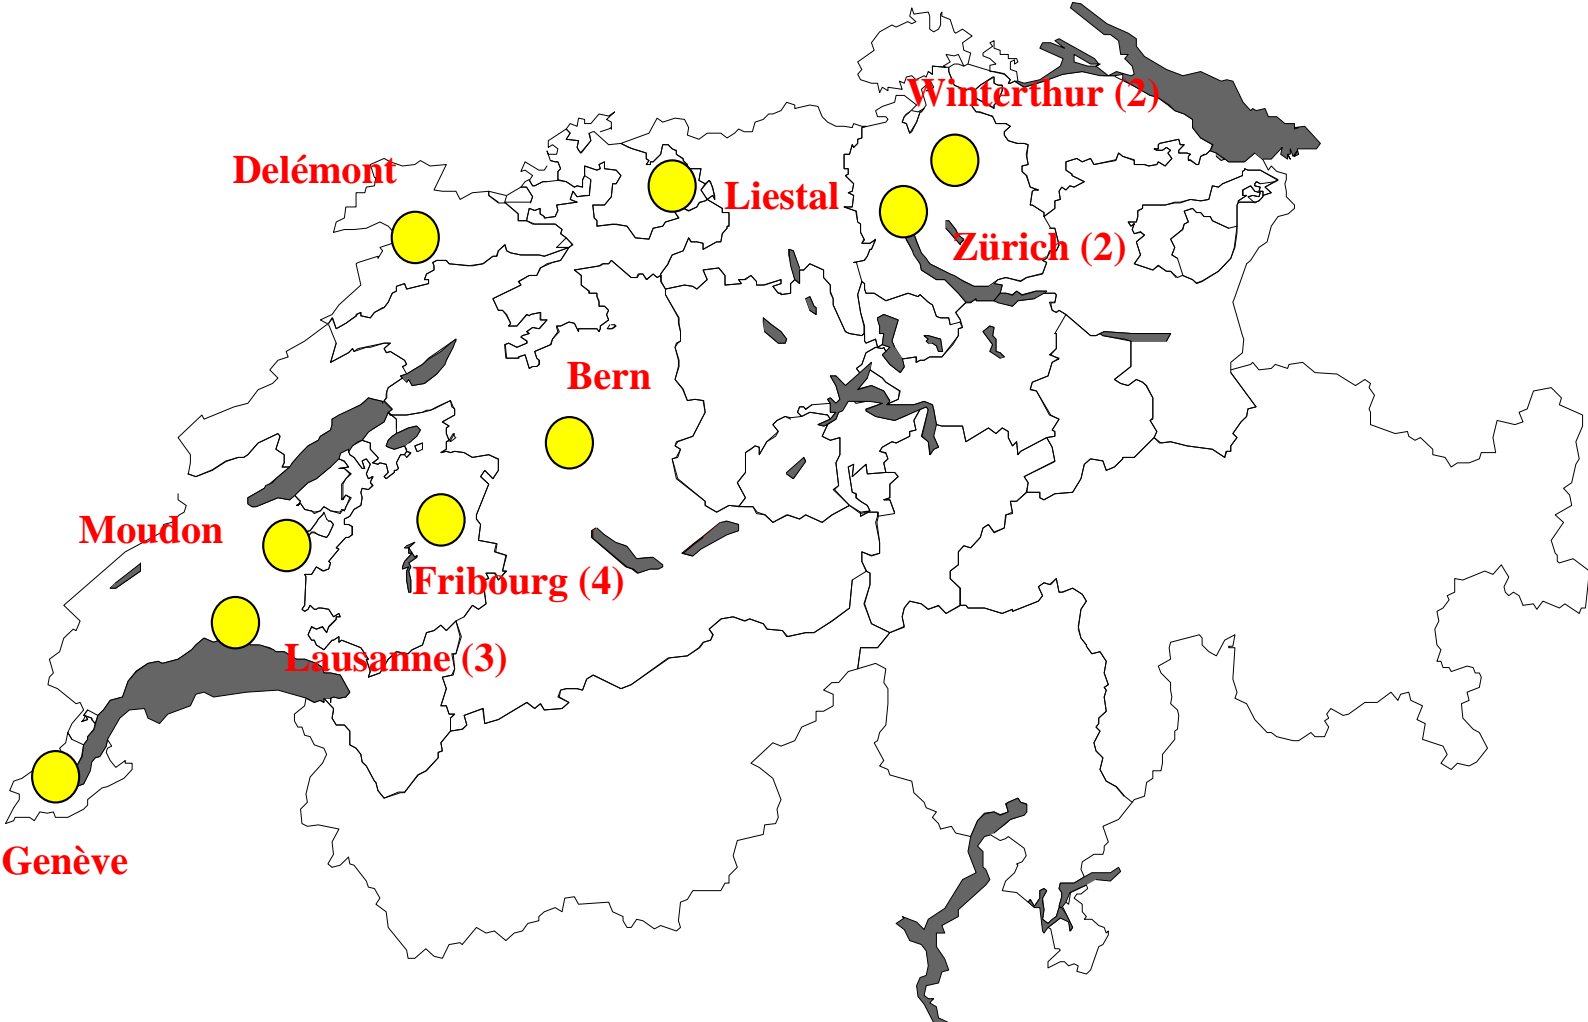 Winterthur (2)
Delémont
Liestal
Zürich (2)
Bern
Moudon
Fribourg (4)
Lausanne (3)
Genève